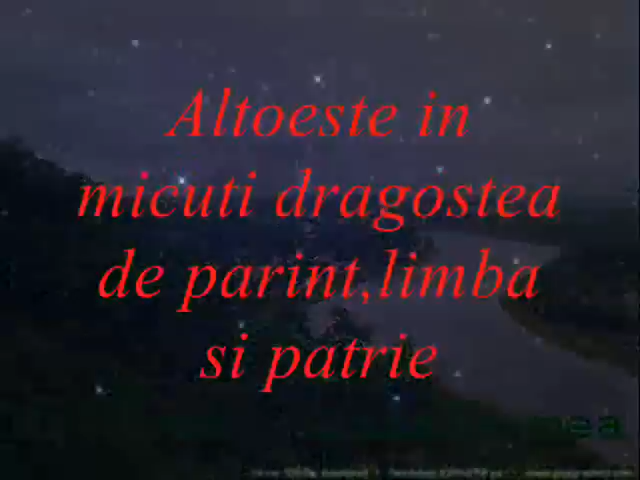 Altoeste in
micuti dragostea
de parint,limba
si patrie